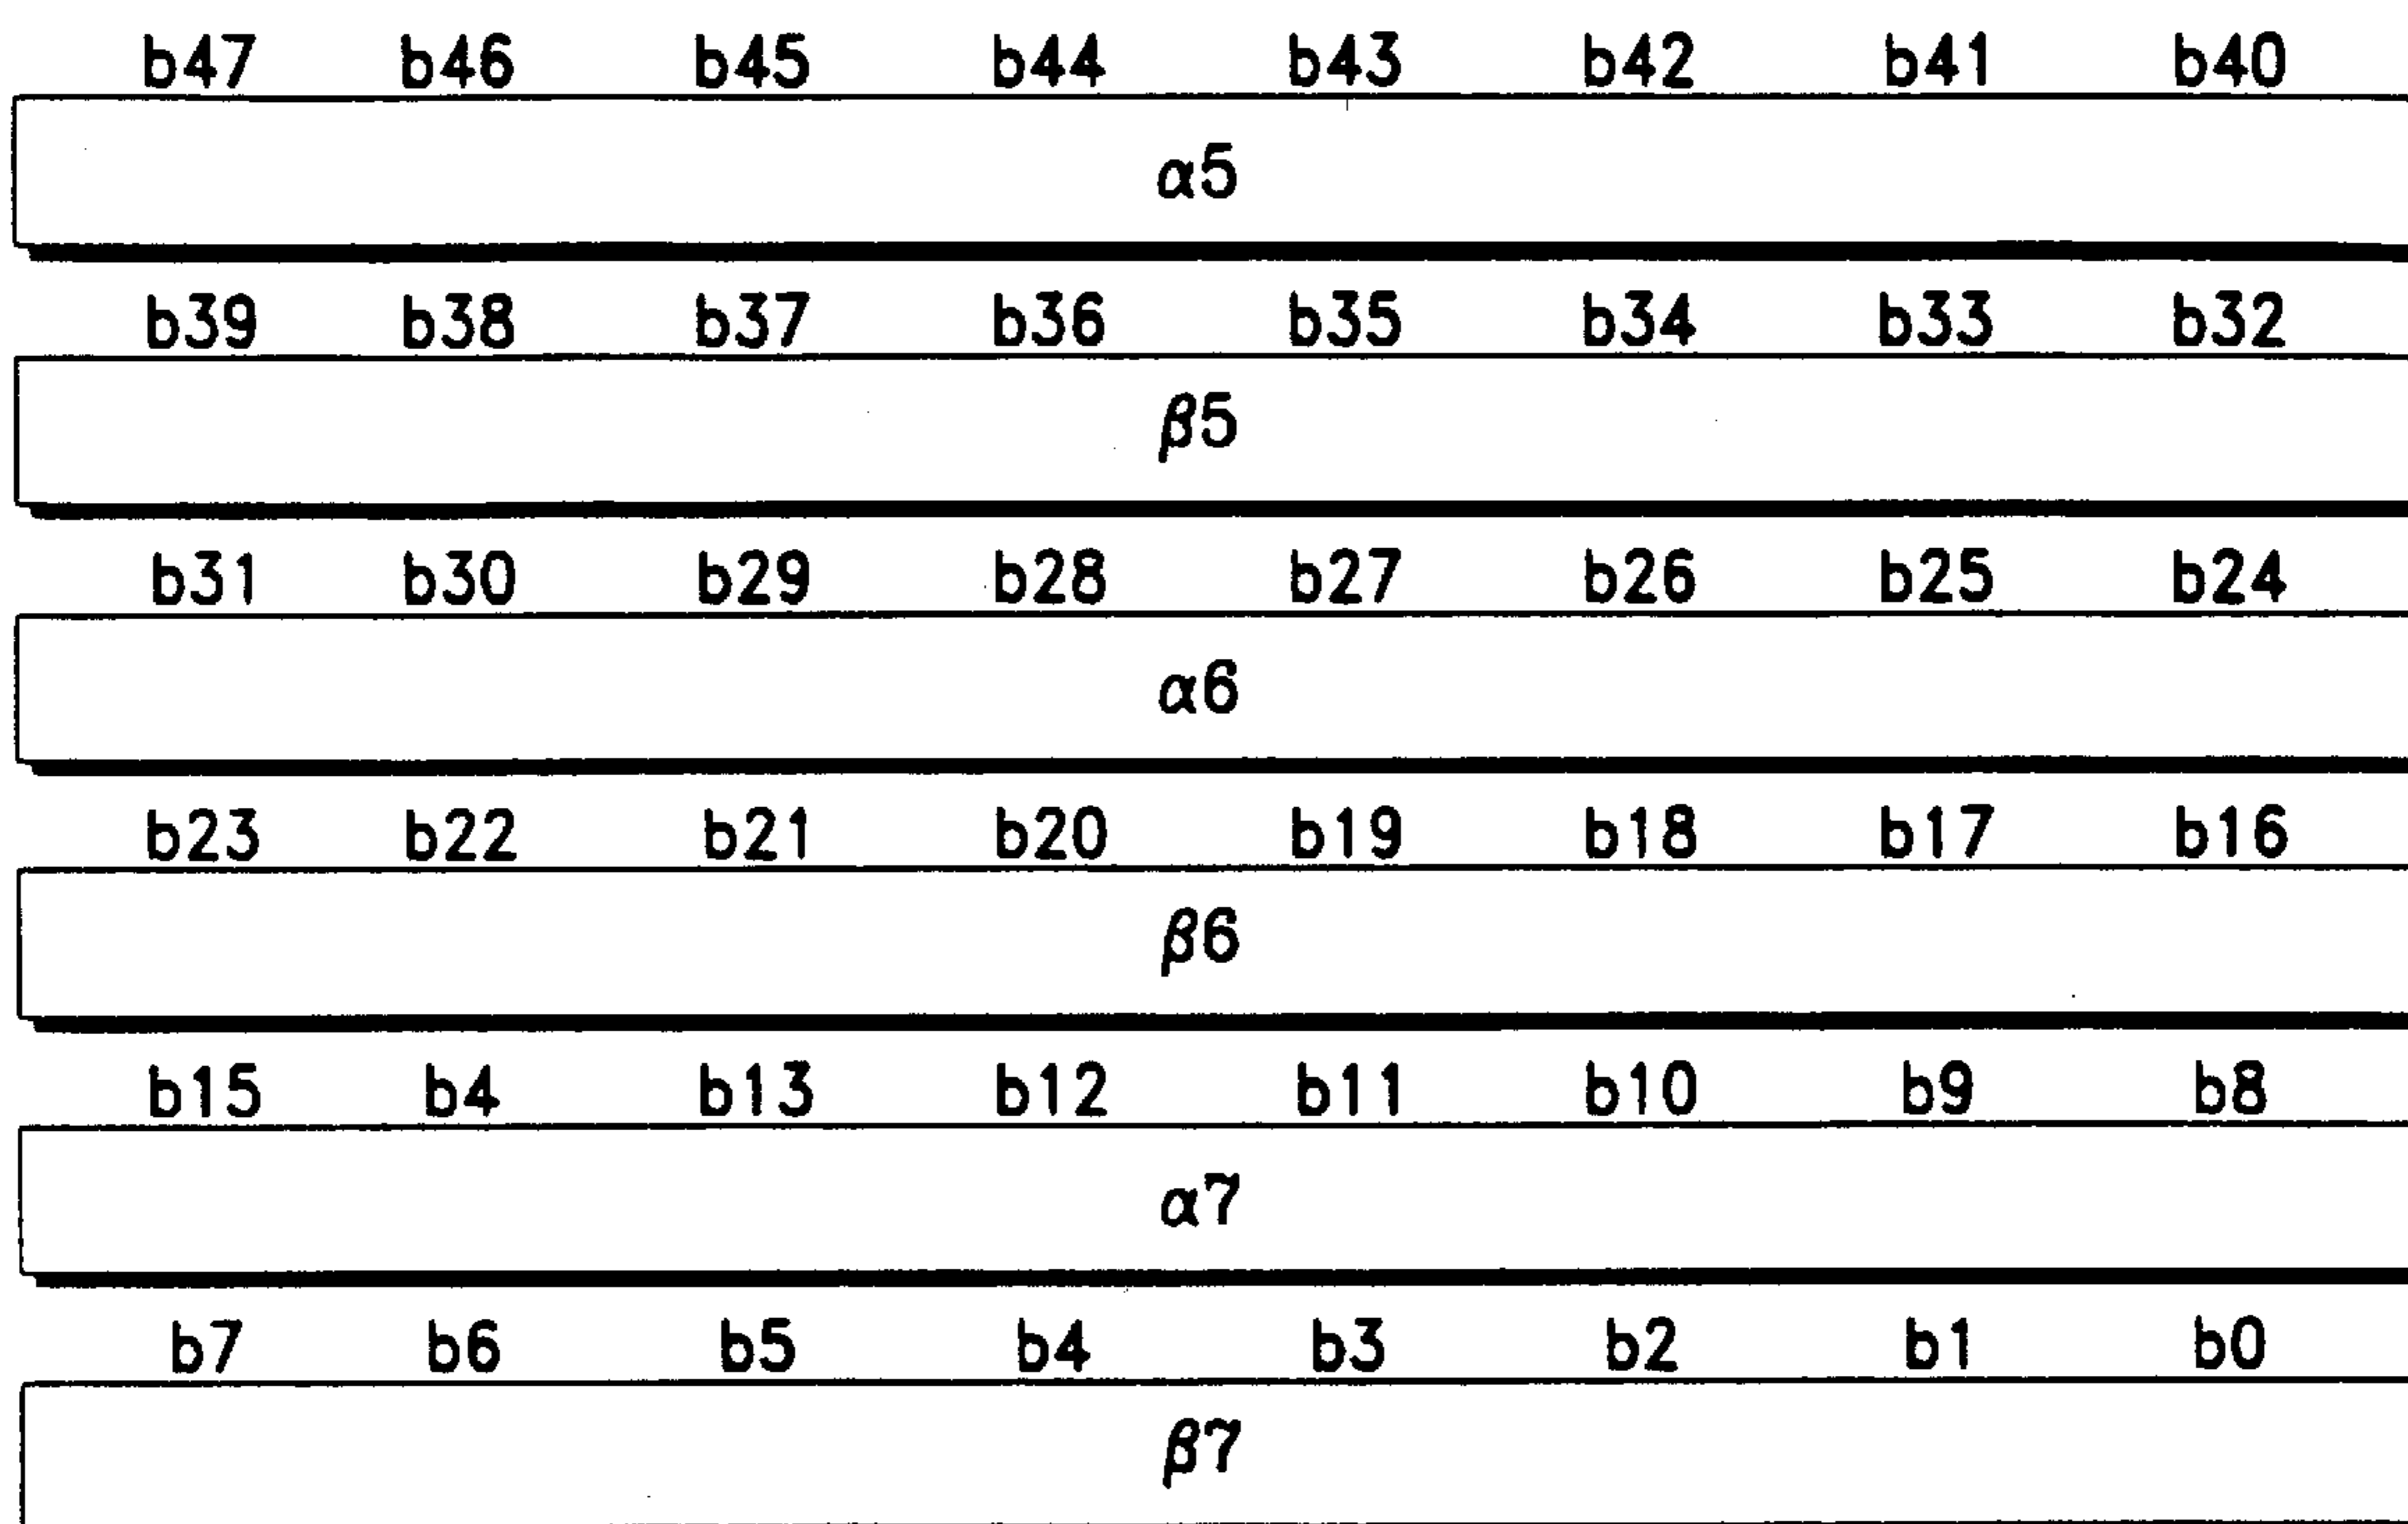 b47 b46 b45 b44 b43 b42 b41 b40
α5
b39 b38 b37 b36 b35 b34 b33 b32
β5
b31 b30 b29 b28 b27 b26 b25 b24
α6
b23 b22 b21 b20 b19 b18 b17 b16
β6
b15 b4 b13 b12 b11 b10 b9 b8
α7
b7 b6 b5 b4 b3 b2 b1 b0
β7